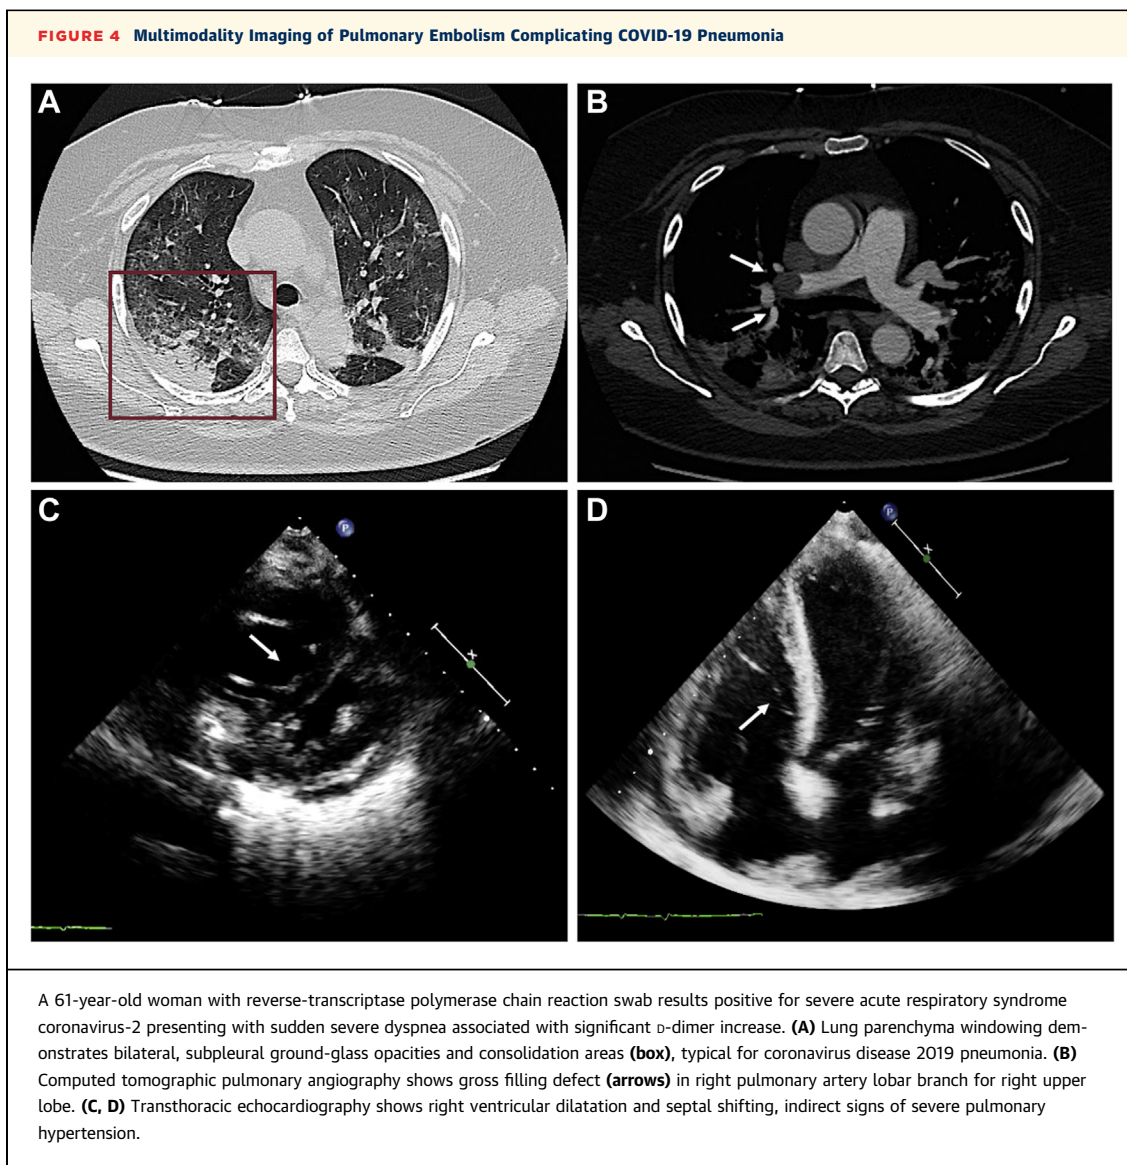 FIGURE 4 Multimodality Imaging of Pulmonary Embolism Complicating COVID-19 Pneumonia
A
B
C
P
x
D
P
x
A 61-year-old woman with reverse-transcriptase polymerase chain reaction swab results positive for severe acute respiratory syndrome
coronavirus-2 presenting with sudden severe dyspnea associated with significant D-dimer increase. (A) Lung parenchyma windowing dem-
onstrates bilateral, subpleural ground-glass opacities and consolidation areas (box), typical for coronavirus disease 2019 pneumonia. (B)
Computed tomographic pulmonary angiography shows gross filling defect (arrows) in right pulmonary artery lobar branch for right upper
lobe. (C, D) Transthoracic echocardiography shows right ventricular dilatation and septal shifting, indirect signs of severe pulmonary
hypertension.